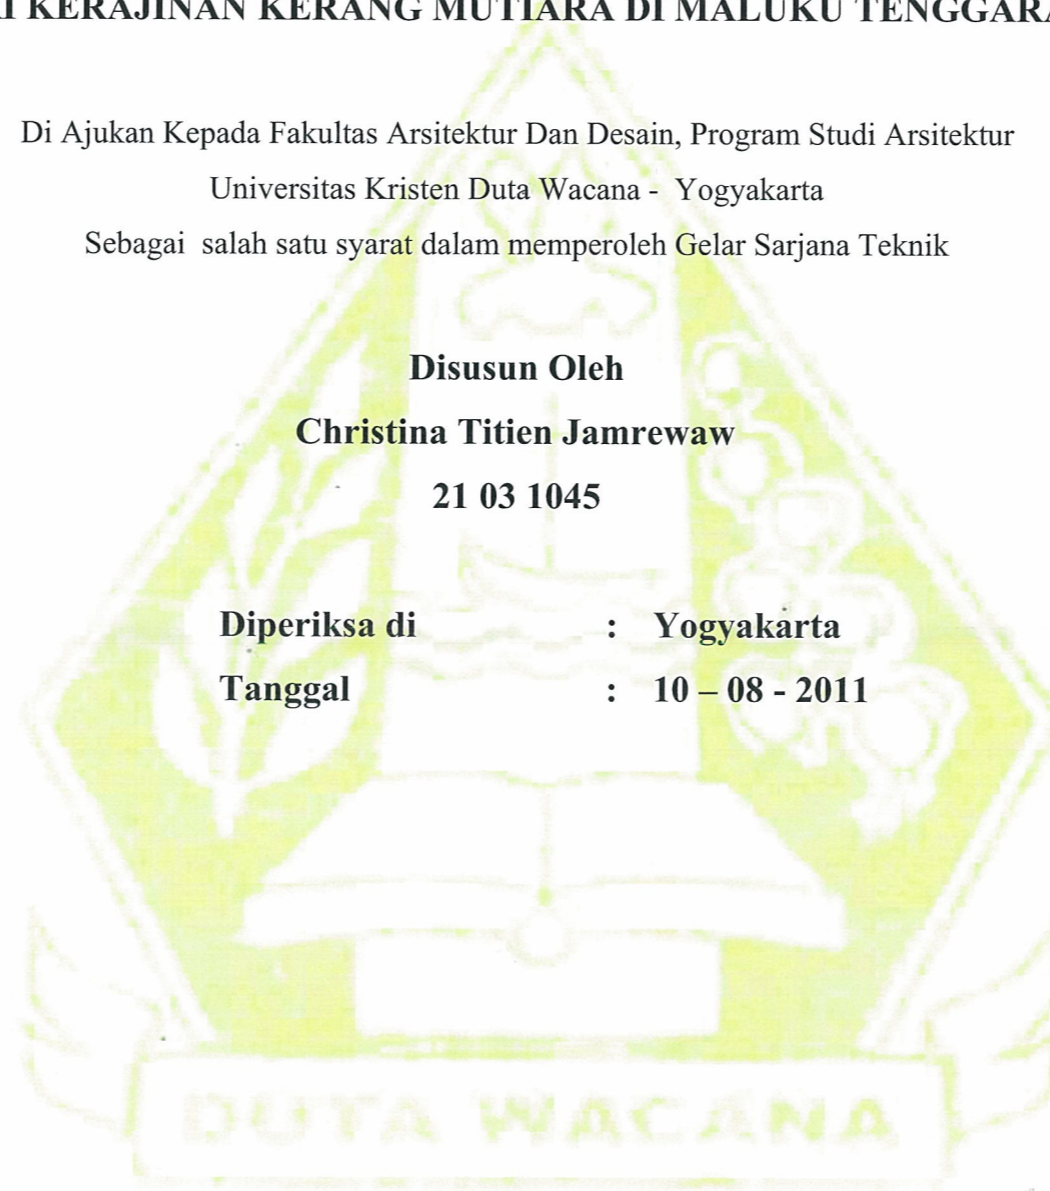 KERAJINAN KERANG MUTIARA DI MALUKU TENGGARA
Di Ajukan Kepada Fakultas Arsitektur Dan Desain, Program Studi Arsitektur
Universitas Kristen Duta Wacana - Yogyakarta
Sebagai salah satu syarat dalam memperoleh Gelar Sarjana Teknik
Disusun Oleh
Christina Titien Jamrewaw
21 03 1045
Diperiksa di : Yogyakarta
Tanggal : 10 – 08 - 2011
DUTA WACANA